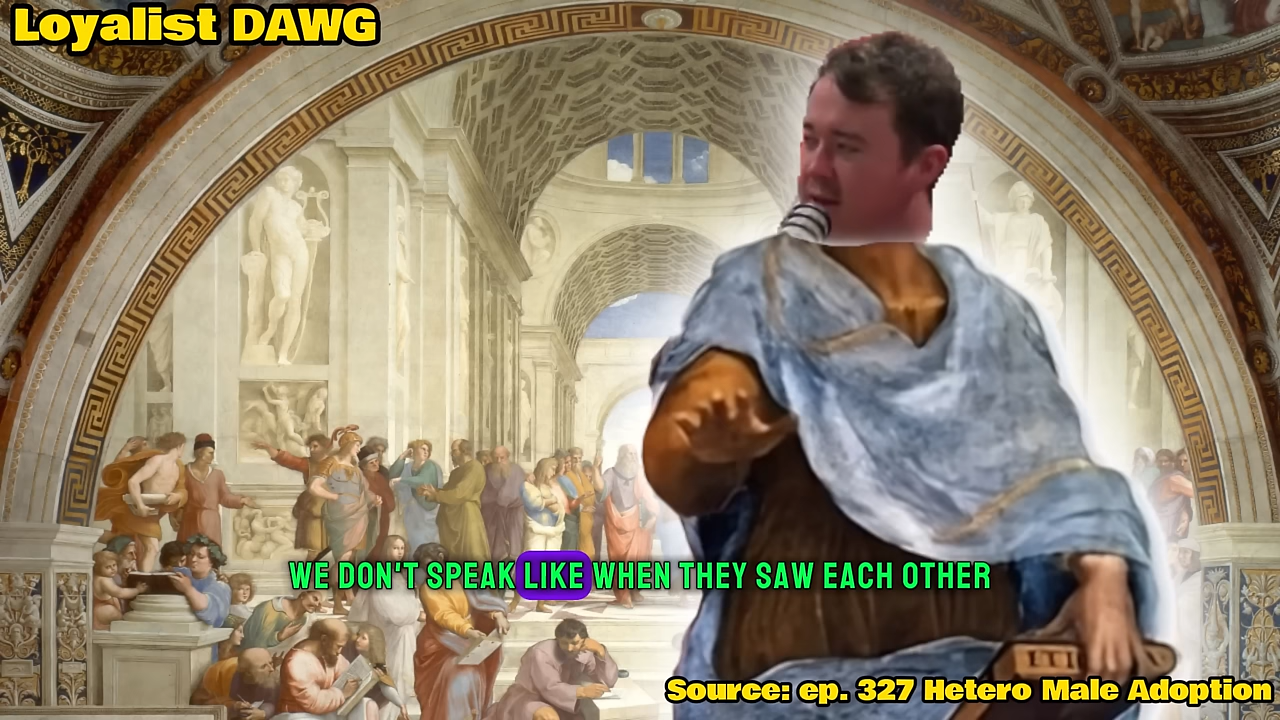 Loyalist DAWG
WE DON'T SPEAK LIKE WHEN THEY SAW EACH OTHER
Source: ep. 327 Hetero Male Adoption